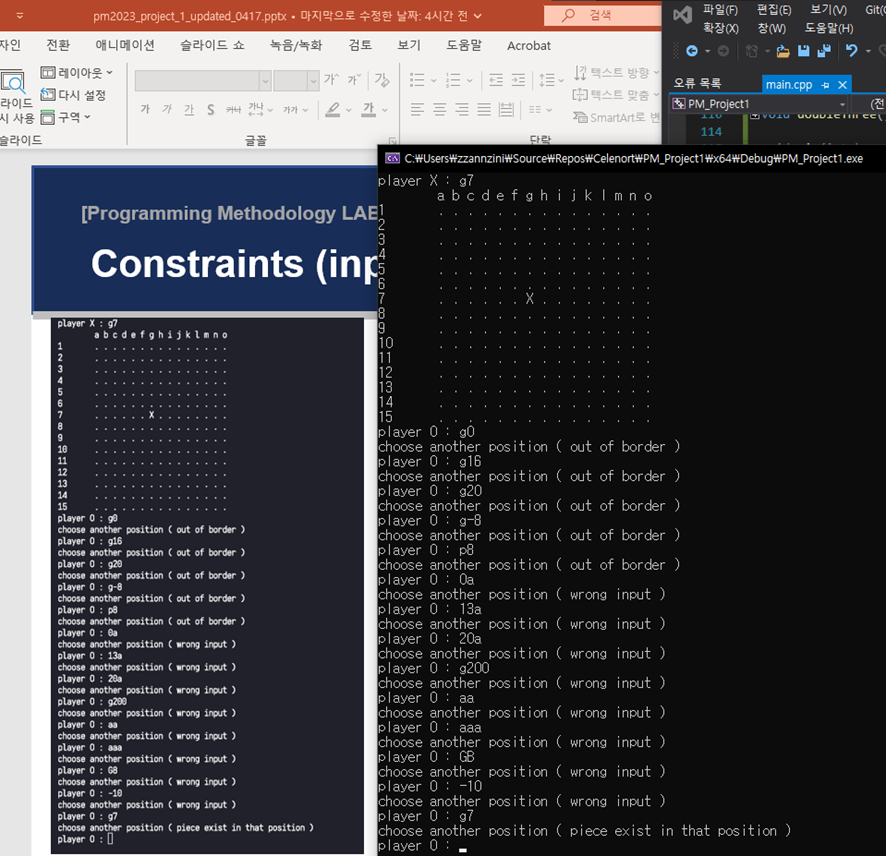 pm2023_project_1_updated_0417.pptx • 마지막으로 수정한 날짜: 4시간 전
검색
자인 전환 애니메이션 슬라이드 쇼 녹음/녹화 검토 보기 도움말 Acrobat
레이아웃
다시 설정
구역
라이드
시 사용
슬라이드
가 가 가 S 가나 가가
글꼴
텍스트 방향
텍스트 맞춤
SmartArt로 변
단락
파일(F) 편집(E) 보기(V) Git(
확장(X) 창(W) 도움말(H)
오류 목록
main.cpp
PM_Project1 (전
114
[Programming Methodology LAB
Constraints (inp
player X : g7
a b c d e f g h i j k l m n o
1 . . . . . . . . . . . . . . .
2 . . . . . . . . . . . . . . .
3 . . . . . . . . . . . . . . .
4 . . . . . . . . . . . . . . .
5 . . . . . . . . . . . . . . .
6 . . . . . . . . . . . . . . .
7 . . . . . . X . . . . . . . .
8 . . . . . . . . . . . . . . .
9 . . . . . . . . . . . . . . .
10 . . . . . . . . . . . . . . .
11 . . . . . . . . . . . . . . .
12 . . . . . . . . . . . . . . .
13 . . . . . . . . . . . . . . .
14 . . . . . . . . . . . . . . .
15 . . . . . . . . . . . . . . .
player O : g0
choose another position ( out of border )
player O : g16
choose another position ( out of border )
player O : g20
choose another position ( out of border )
player O : g-8
choose another position ( out of border )
player O : p8
choose another position ( out of border )
player O : 0a
choose another position ( wrong input )
player O : 13a
choose another position ( wrong input )
player O : 20a
choose another position ( wrong input )
player O : g200
choose another position ( wrong input )
player O : aa
choose another position ( wrong input )
player O : aaa
choose another position ( wrong input )
player O : GB
choose another position ( wrong input )
player O : -10
choose another position ( wrong input )
player O : g7
choose another position ( piece exist in that position )
player O :
C:₩Users₩zzannzini₩Source₩Repos₩Celenort₩PM_Project1₩x64₩Debug₩PM_Project1.exe
player X : g7
a b c d e f g h i j k l m n o
1 . . . . . . . . . . . . . . .
2 . . . . . . . . . . . . . . .
3 . . . . . . . . . . . . . . .
4 . . . . . . . . . . . . . . .
5 . . . . . . . . . . . . . . .
6 . . . . . . . . . . . . . . .
7 . . . . . . X . . . . . . . .
8 . . . . . . . . . . . . . . .
9 . . . . . . . . . . . . . . .
10 . . . . . . . . . . . . . . .
11 . . . . . . . . . . . . . . .
12 . . . . . . . . . . . . . . .
13 . . . . . . . . . . . . . . .
14 . . . . . . . . . . . . . . .
15 . . . . . . . . . . . . . . .
player O : g0
choose another position ( out of border )
player O : g16
choose another position ( out of border )
player O : g20
choose another position ( out of border )
player O : g-8
choose another position ( out of border )
player O : p8
choose another position ( out of border )
player O : 0a
choose another position ( wrong input )
player O : 13a
choose another position ( wrong input )
player O : 20a
choose another position ( wrong input )
player O : g200
choose another position ( wrong input )
player O : aa
choose another position ( wrong input )
player O : aaa
choose another position ( wrong input )
player O : GB
choose another position ( wrong input )
player O : -10
choose another position ( wrong input )
player O : g7
choose another position ( piece exist in that position )
player O :